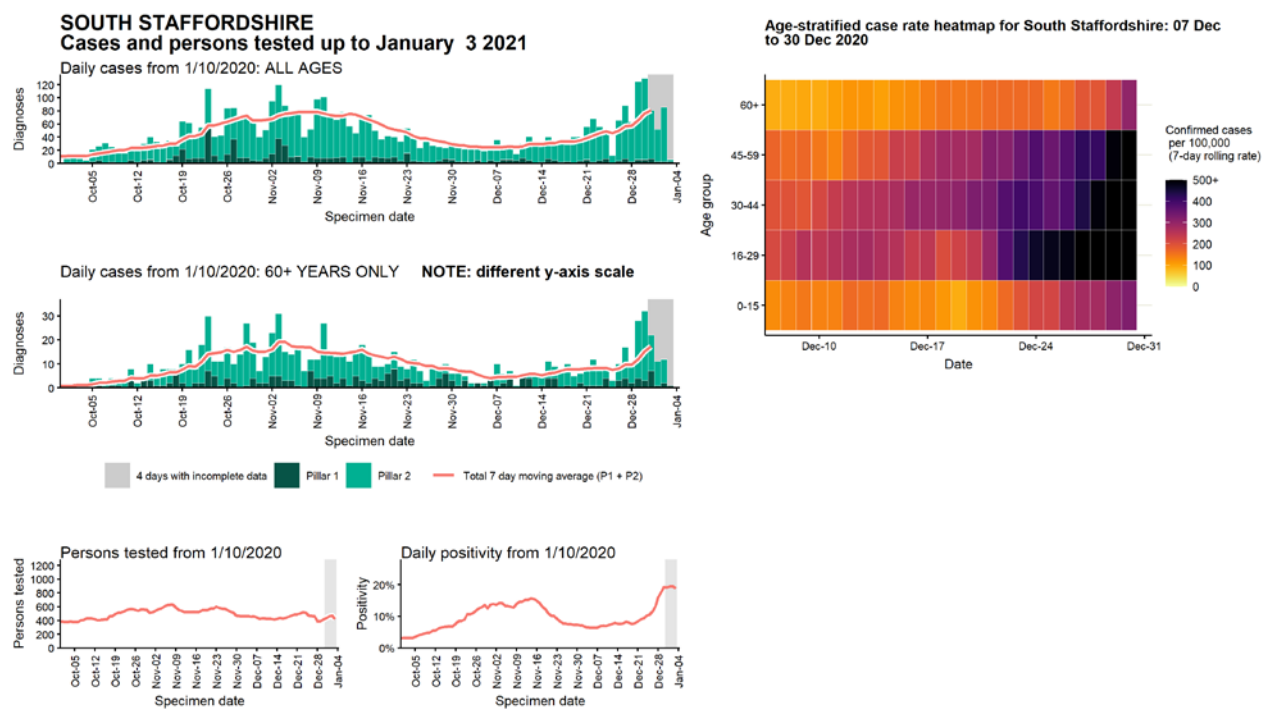 SOUTH STAFFORDSHIRE
Cases and persons tested up to January 3 2021
Daily cases from 1/10/2020: ALL AGES
Diagnoses
120
100
80
60
40
20
0
Oct-05 Oct-12 Oct-19 Oct-26 Nov-02 Nov-09 Nov-16 Nov-23 Nov-30 Dec-07 Dec-14 Dec-21 Dec-28 Jan-04
Specimen date
Daily cases from 1/10/2020: 60+ YEARS ONLY NOTE: different y-axis scale
Diagnoses
30
20
10
0
Oct-05 Oct-12 Oct-19 Oct-26 Nov-02 Nov-09 Nov-16 Nov-23 Nov-30 Dec-07 Dec-14 Dec-21 Dec-28 Jan-04
Specimen date
4 days with incomplete data Pillar 1 Pillar 2 Total 7 day moving average (P1 + P2)
Persons tested from 1/10/2020
Persons tested
1200
1000
800
600
400
200
0
Oct-05 Oct-12 Oct-19 Oct-26 Nov-02 Nov-09 Nov-16 Nov-23 Nov-30 Dec-07 Dec-14 Dec-21 Dec-28 Jan-04
Specimen date
Daily positivity from 1/10/2020
Positivity
20%
10%
0%
Oct-05 Oct-12 Oct-19 Oct-26 Nov-02 Nov-09 Nov-16 Nov-23 Nov-30 Dec-07 Dec-14 Dec-21 Dec-28 Jan-04
Specimen date
Age-stratified case rate heatmap for South Staffordshire: 07 Dec
to 30 Dec 2020
Age group
60+
45-59
30-44
16-29
0-15
Dec-10 Dec-17 Dec-24 Dec-31
Date
Confirmed cases
per 100,000
(7-day rolling rate)
500+
400
300
200
100
0